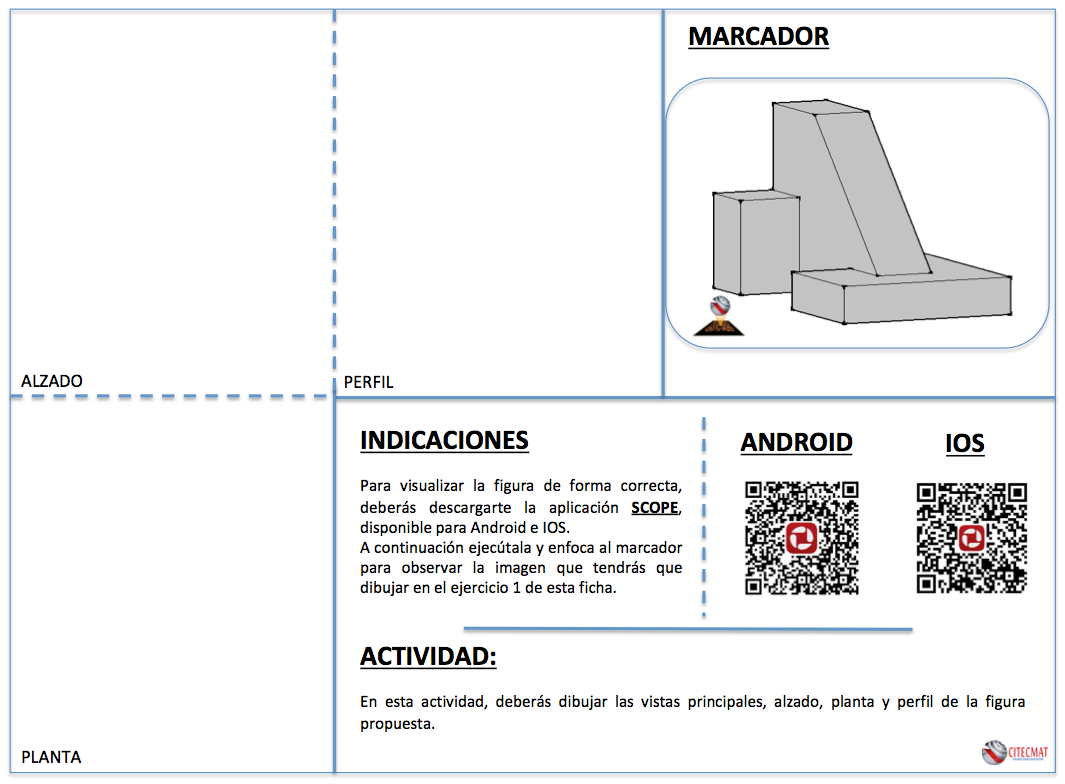 MARCADOR
ALZADO
PERFIL
INDICACIONES
Para visualizar la figura de forma correcta,
deberás descargarte la aplicación SCOPE,
disponible para Android e IOS.
A continuación ejecútala y enfoca al marcador
para observar la imagen que tendrás que
dibujar en el ejercicio 1 de esta ficha.
ANDROID
IOS
ACTIVIDAD:
En esta actividad, deberás dibujar las vistas principales, alzado, planta y perfil de la figura
propuesta.
PLANTA
CITECMAT